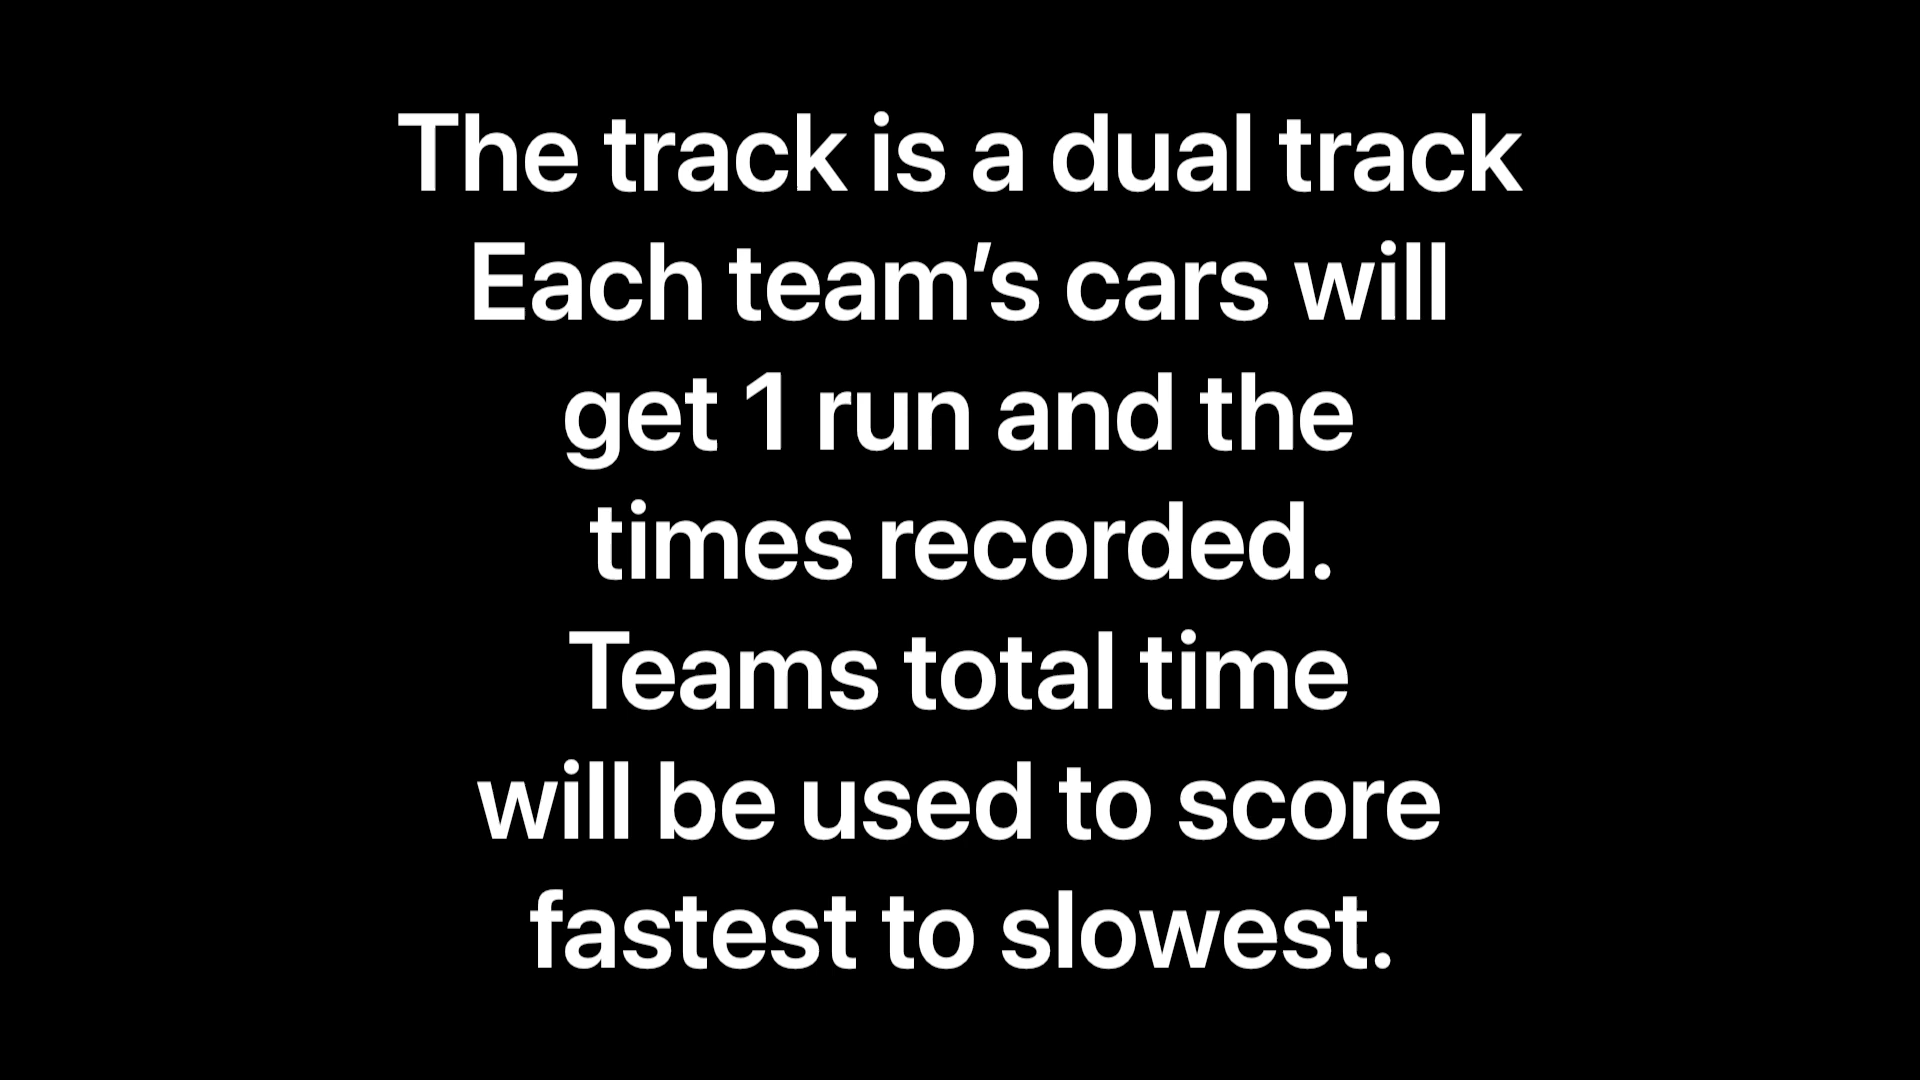 The track is a dual track
Each team’s cars will
get 1 run and the
times recorded.
Teams total time
will be used to score
fastest to slowest.